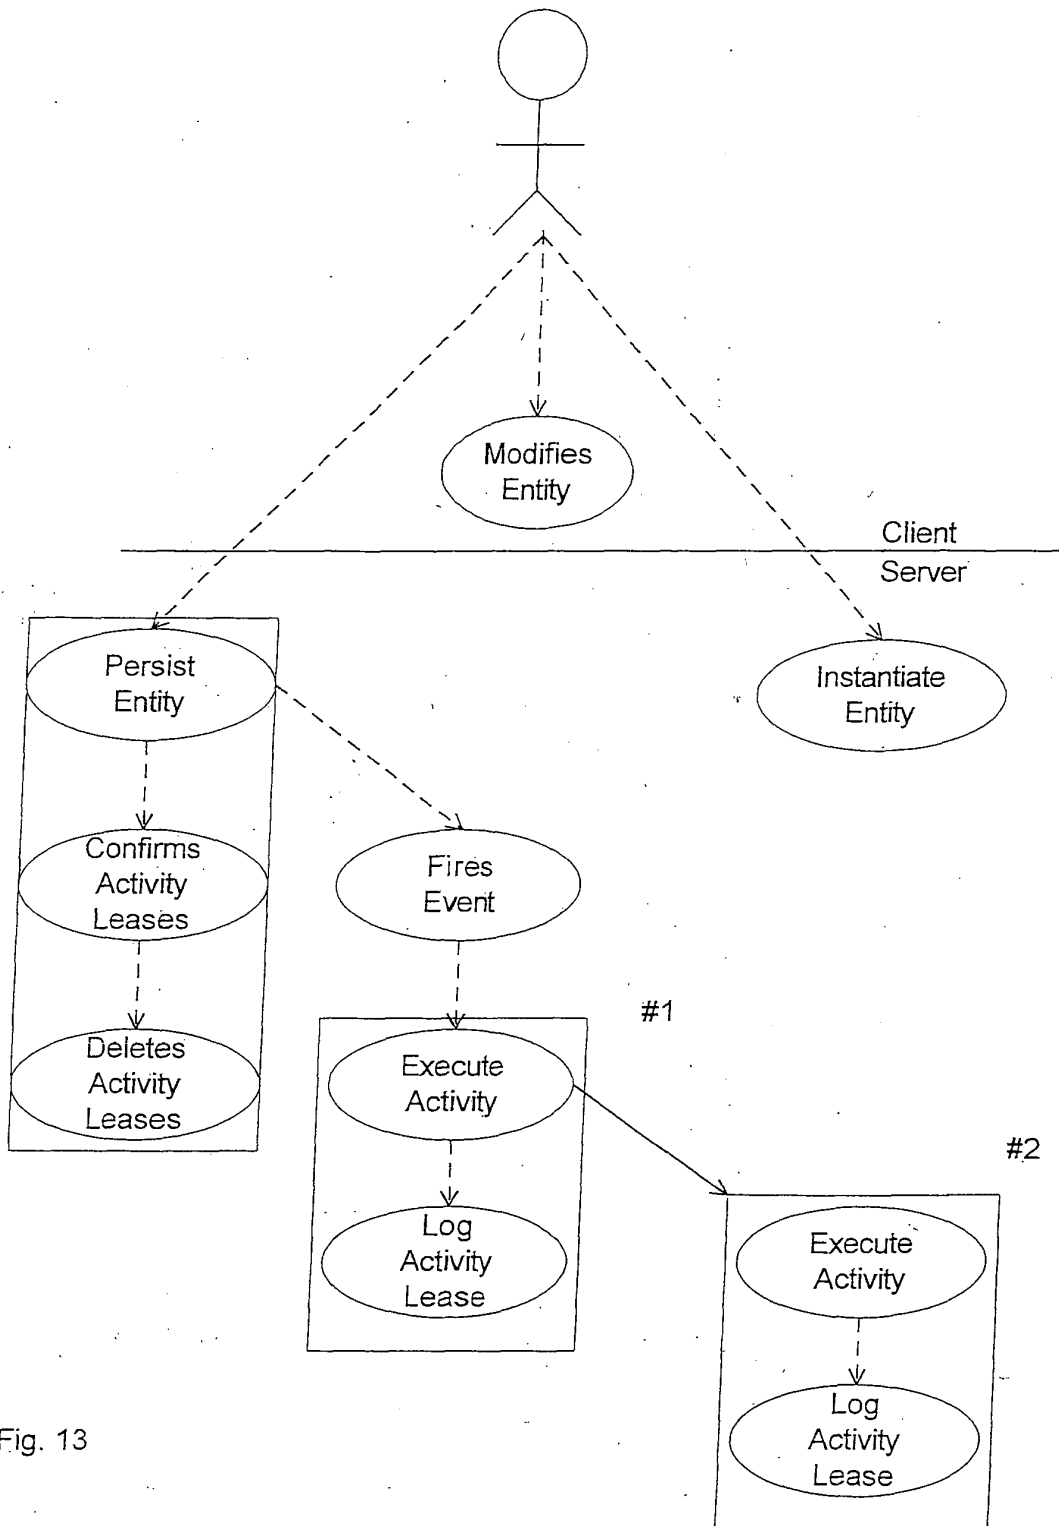 Modifies
Entity
Client
Server
Persist
Entity
Instantiate
Entity
Confirms
Activity
Leases
Fires
Event
Deletes
Activity
Leases
#1
Execute
Activity
Log
Activity
Lease
#2
Execute
Activity
Log
Activity
Lease
Fig. 13